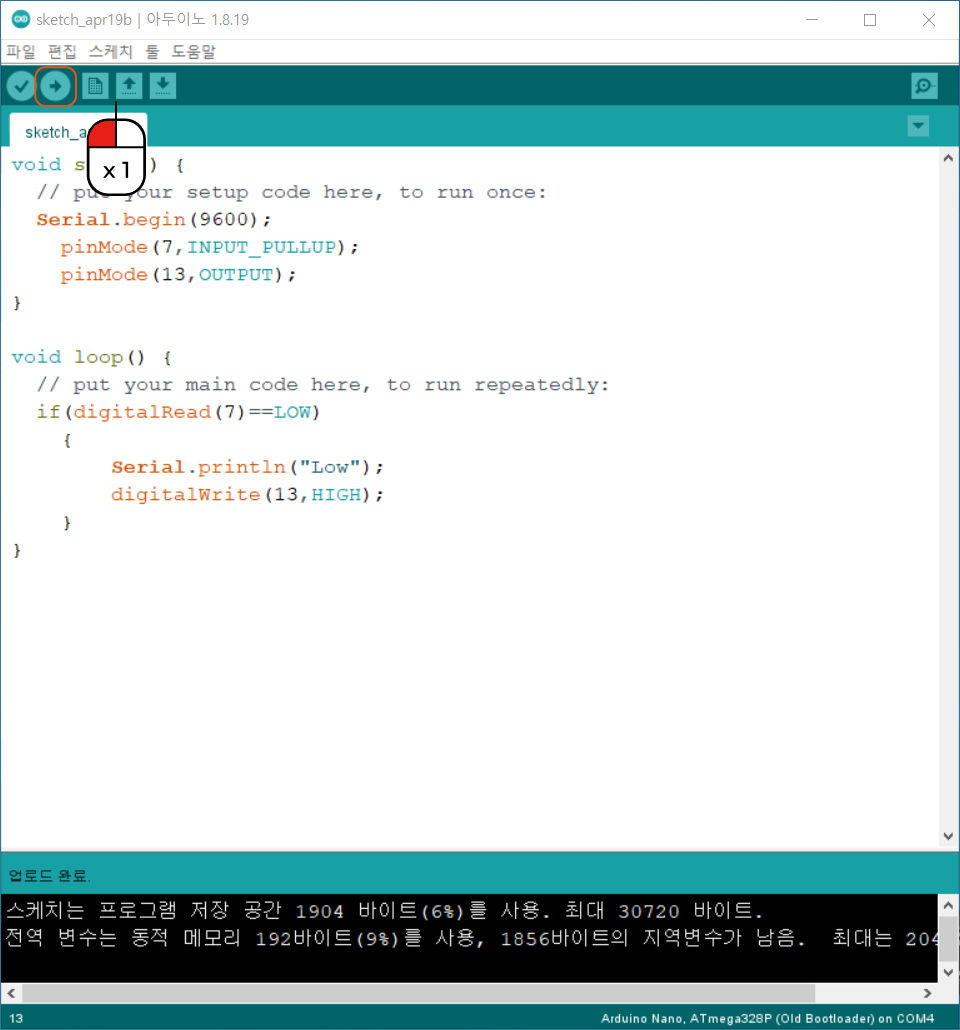 sketch_apr19b | 아두이노 1.8.19
파일 편집 스케치 툴 도움말
sketch_a
x1
void s ) {
// put your setup code here, to run once:
Serial.begin(9600);
pinMode(7,INPUT_PULLUP);
pinMode(13,OUTPUT);
}
void loop() {
// put your main code here, to run repeatedly:
if(digitalRead(7)==LOW)
{
Serial.println("Low");
digitalWrite(13,HIGH);
}
}
업로드 완료.
스케치는 프로그램 저장 공간 1904 바이트(6%)를 사용. 최대 30720 바이트.
전역 변수는 동적 메모리 192바이트(9%)를 사용, 1856바이트의 지역변수가 남음. 최대는 204
13
Arduino Nano, ATmega328P (Old Bootloader) on COM4